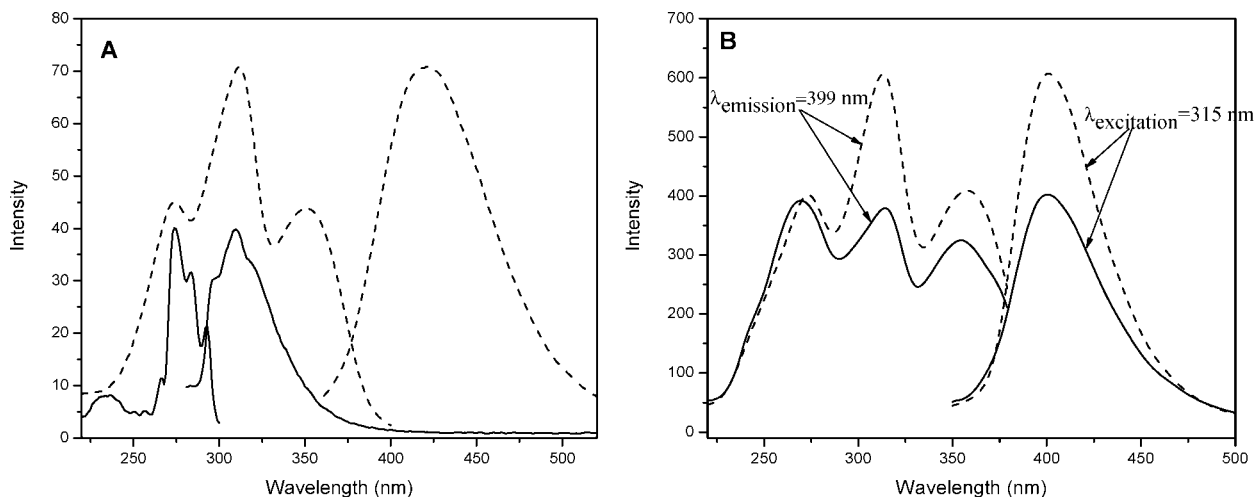 A
80
70
60
50
40
30
20
10
0
Intensity
250 300 350 400 450 500
Wavelength (nm)
B
700
600
500
400
300
200
100
0
Intensity
λemission=399 nm
λexcitation=315 nm
250 300 350 400 450 500
Wavelength (nm)